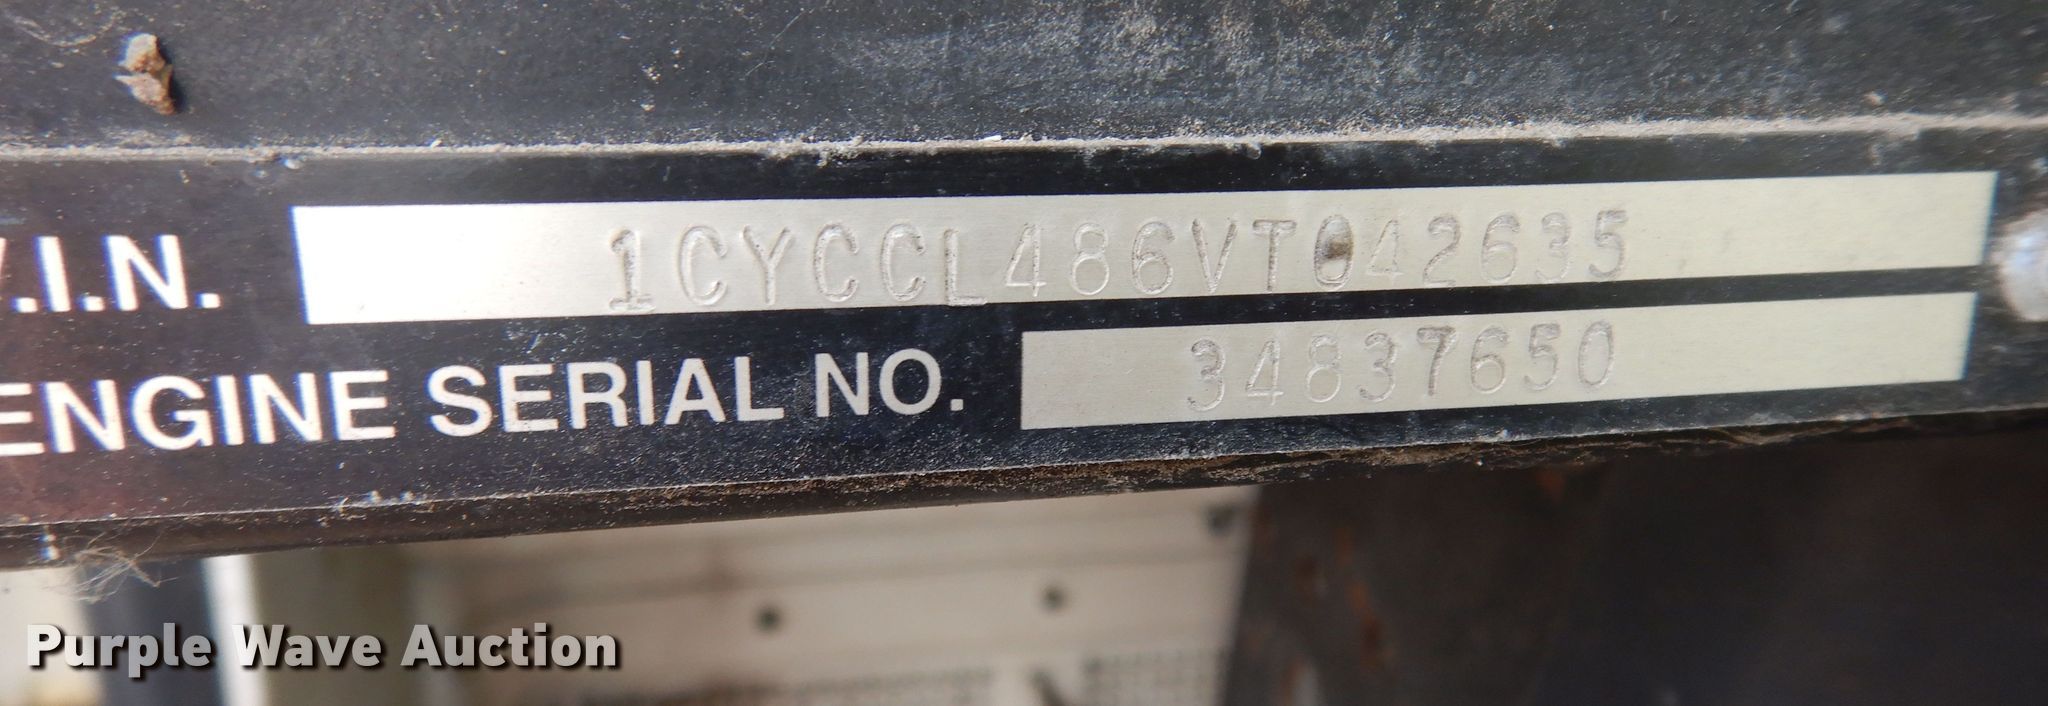 V.I.N. 1CYCCL486VT042635
ENGINE SERIAL NO. 34837650
Purple Wave Auction